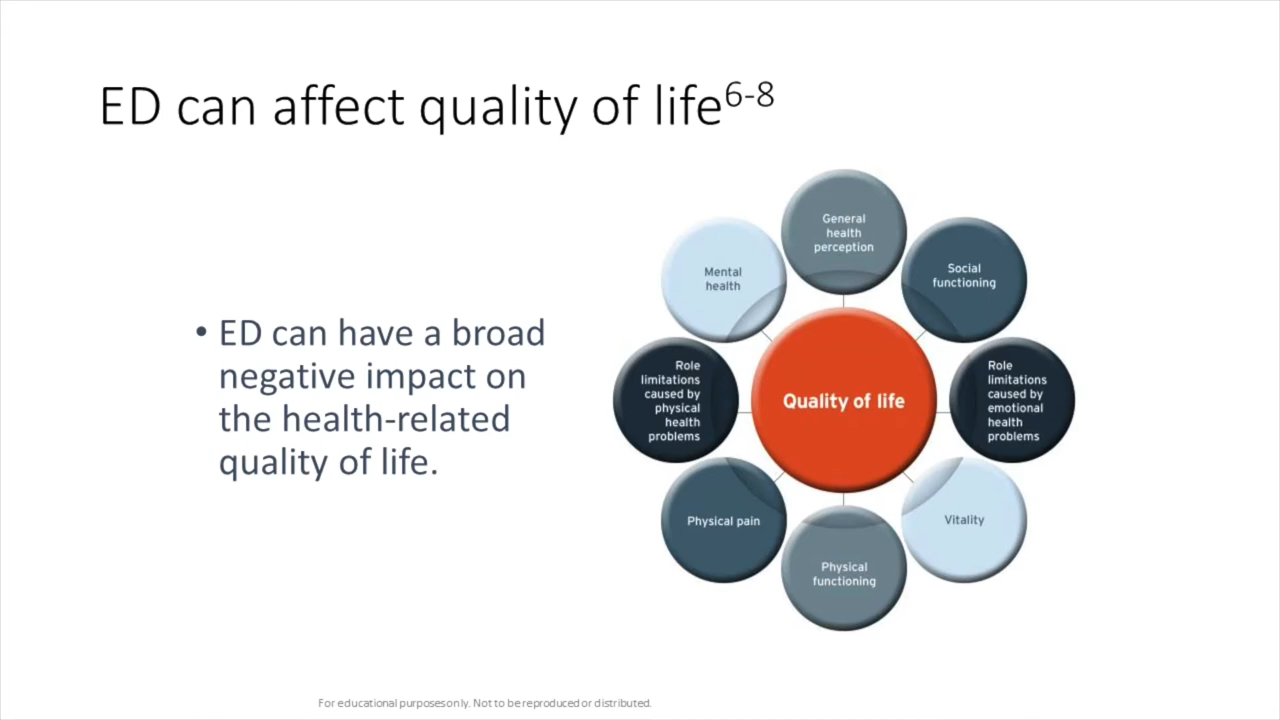 ED can affect quality of life6-8
• ED can have a broad
negative impact on
the health-related
quality of life.
General
health
perception
Social
functioning
Role
limitations
caused by
emotional
health
problems
Vitality
Physical
functioning
Physical pain
Role
limitations
caused by
physical
health
problems
Mental
health
Quality of life
For educational purposes only. Not to be reproduced or distributed.